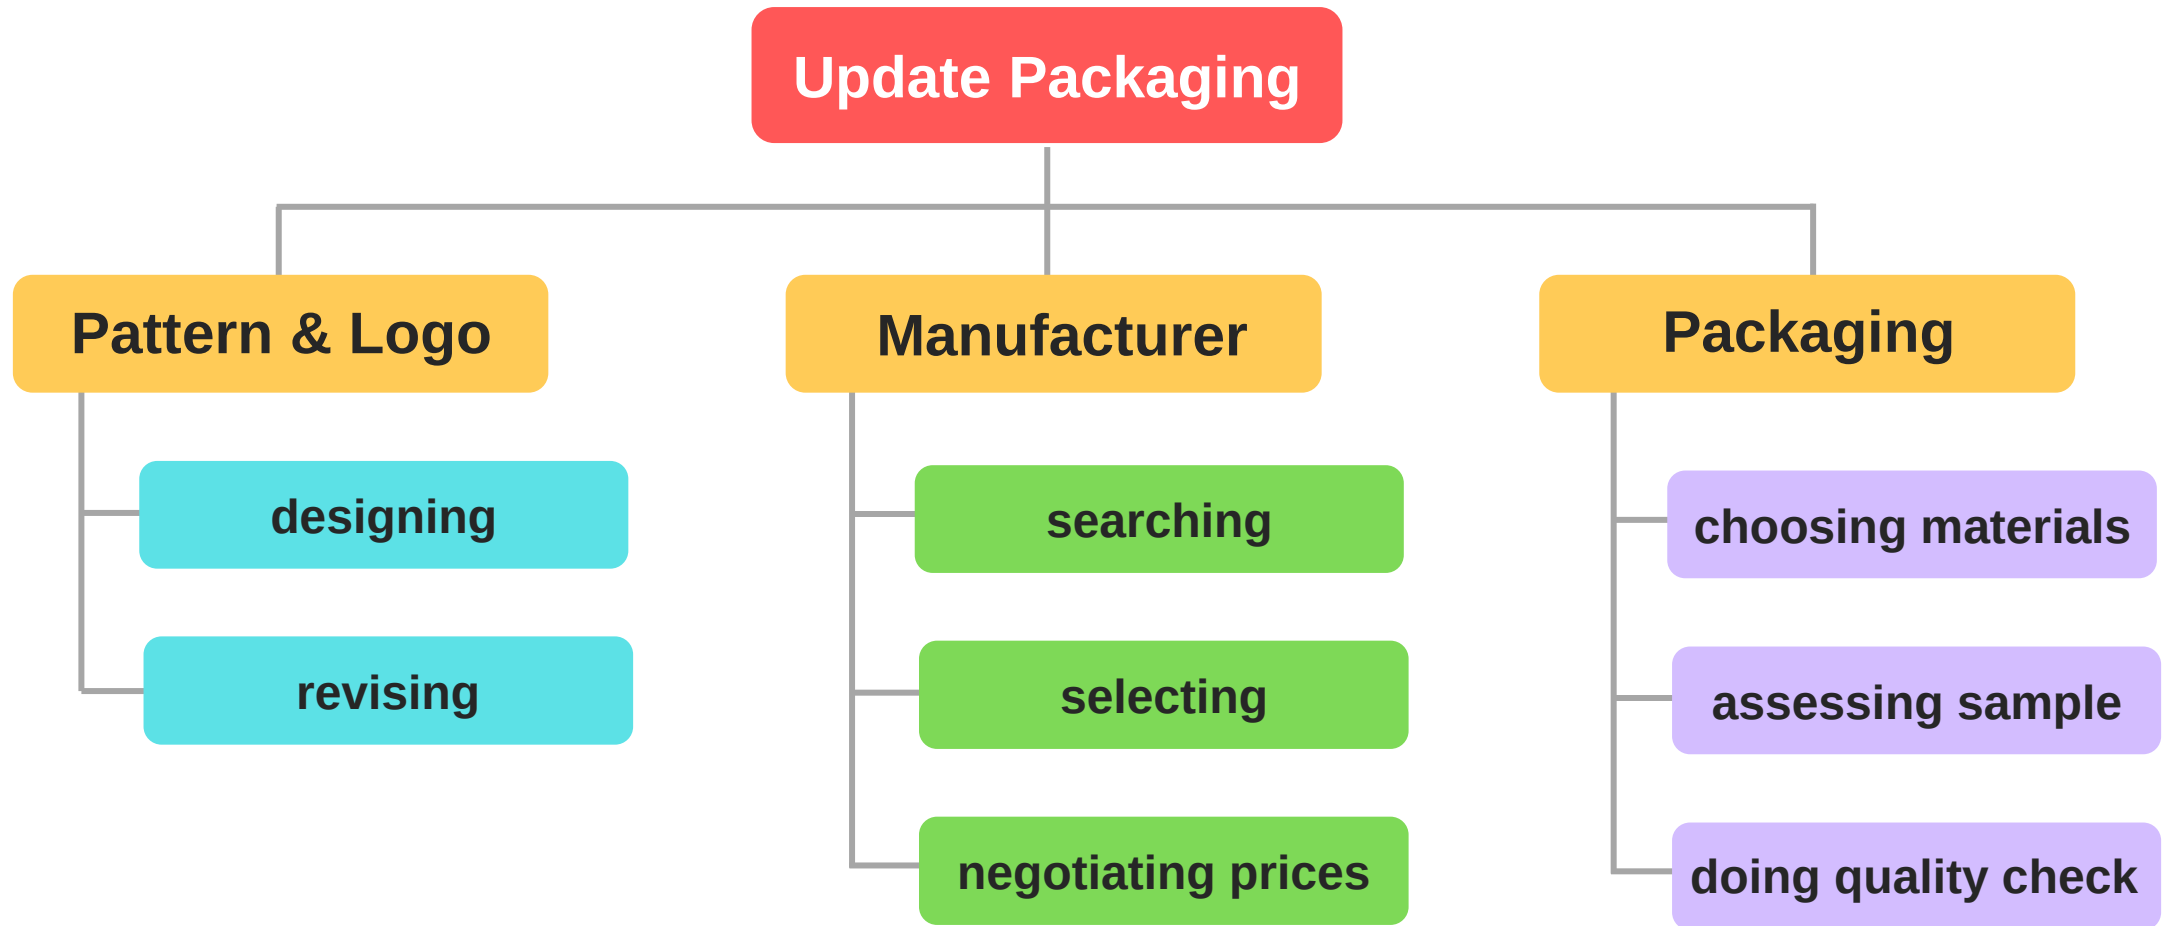 Update Packaging
Pattern & Logo
designing
revising
Manufacturer
searching
selecting
negotiating prices
Packaging
choosing materials
assessing sample
doing quality check